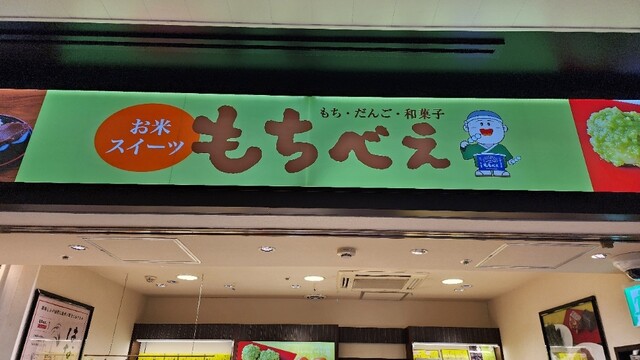 お米
スイーツ
もち・だんご・和菓子
もちべえ